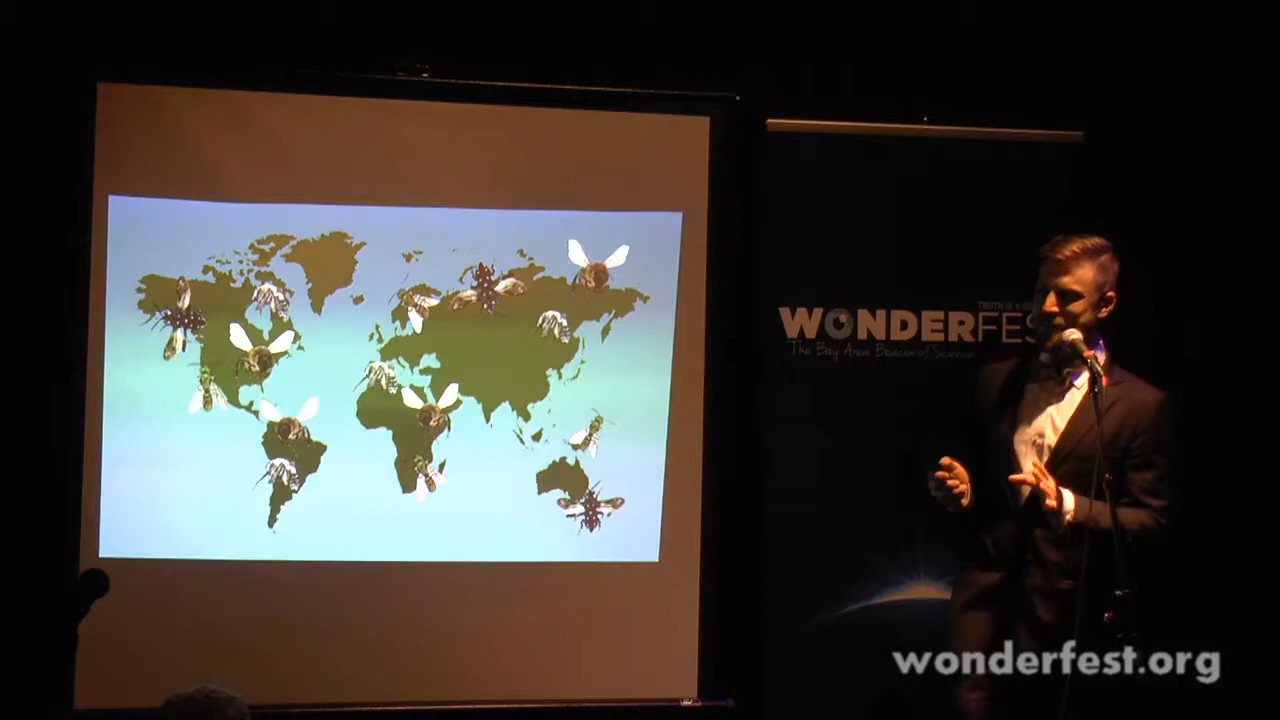 TRUTH IS A
WONDERFES
The Bay Area Beacon of Science
wonderfest.org